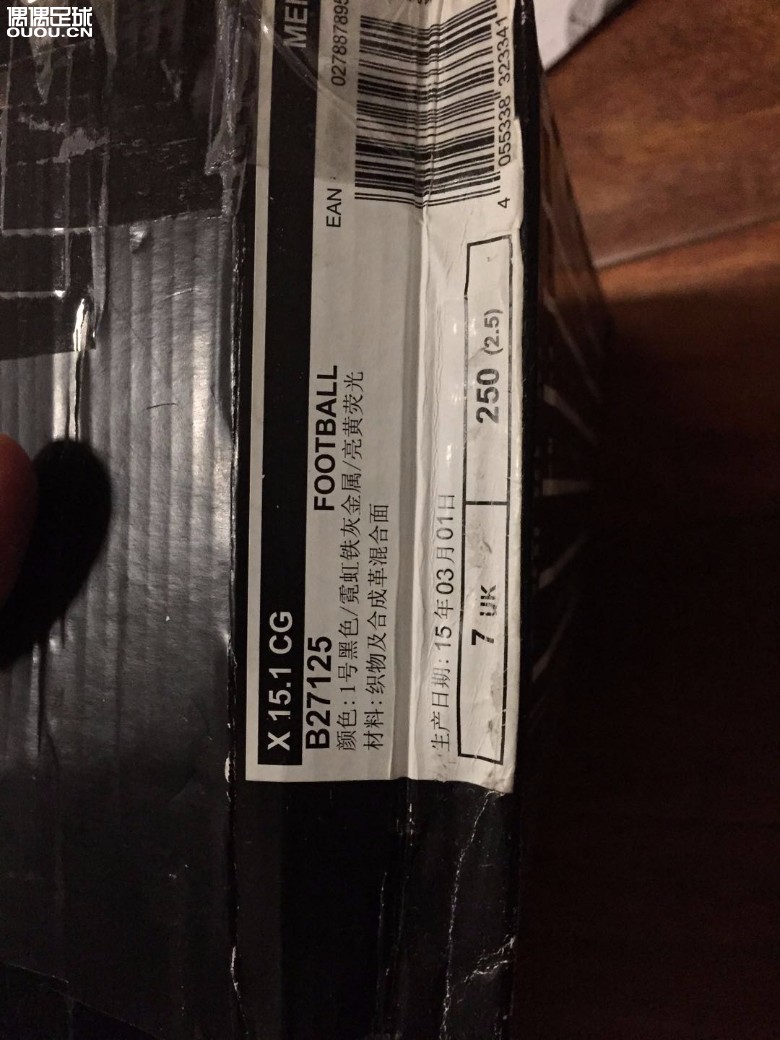 偶偶足球
OUOU.CN
X 15.1 CG
B27125 FOOTBALL
颜色:1号黑色/霓虹铁灰金属/亮黄荧光
材料:织物及合成革混合面
EAN
4 055338 323341
生产日期:15年03月01日
7 UK 250 (2.5)